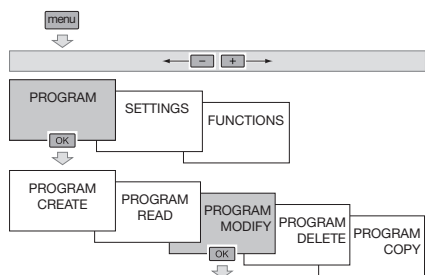 menu
– +
PROGRAM
SETTINGS
FUNCTIONS
OK
PROGRAM
CREATE
PROGRAM
READ
PROGRAM
MODIFY
PROGRAM
DELETE
PROGRAM
COPY
OK